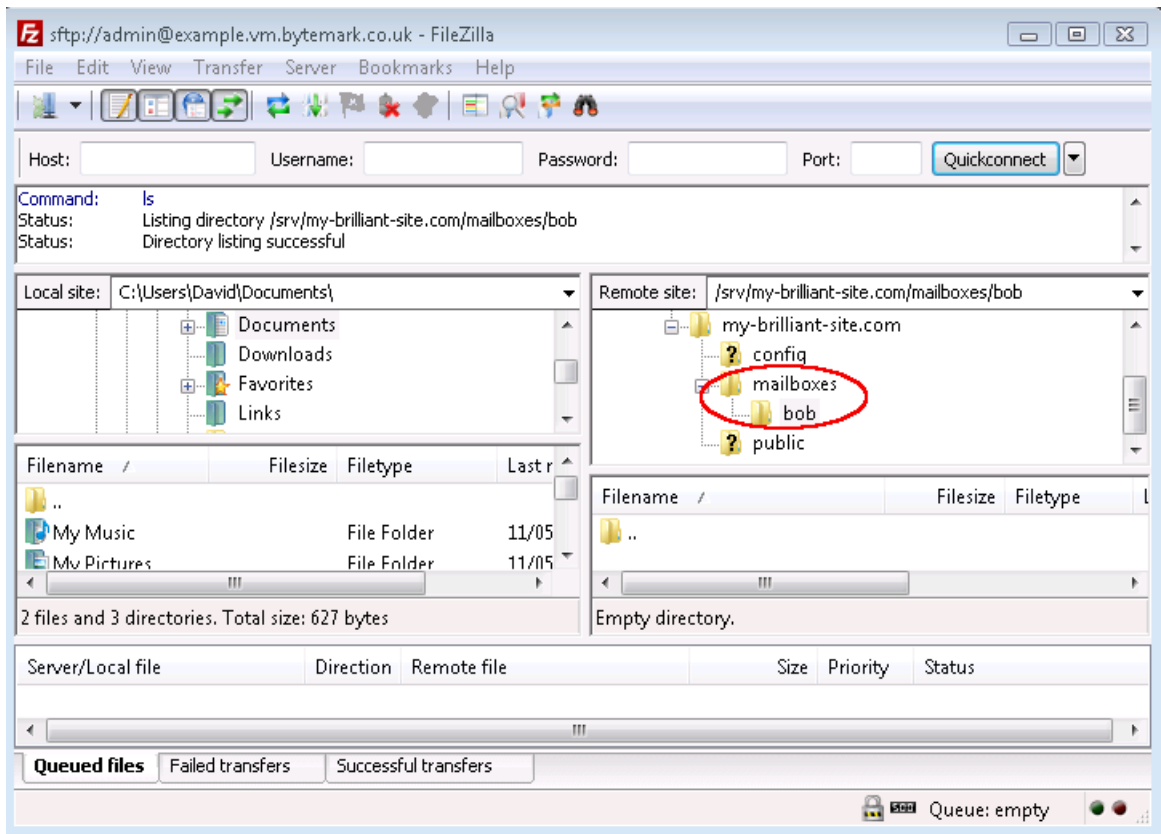 sftp://admin@example.vm.bytemark.co.uk - FileZilla
File Edit View Transfer Server Bookmarks Help
Host: Username: Password: Port: Quickconnect
Command: ls
Status: Listing directory /srv/my-brilliant-site.com/mailboxes/bob
Status: Directory listing successful
Local site: C:\Users\David\Documents\
Documents
Downloads
Favorites
Links
Filename / Filesize Filetype Last r
..
My Music File Folder 11/05
My Pictures File Folder 11/05
2 files and 3 directories. Total size: 627 bytes
Remote site: /srv/my-brilliant-site.com/mailboxes/bob
my-brilliant-site.com
? config
mailboxes
bob
? public
Filename / Filesize Filetype L
..
Empty directory.
Server/Local file Direction Remote file Size Priority Status
Queued files Failed transfers Successful transfers
Queue: empty